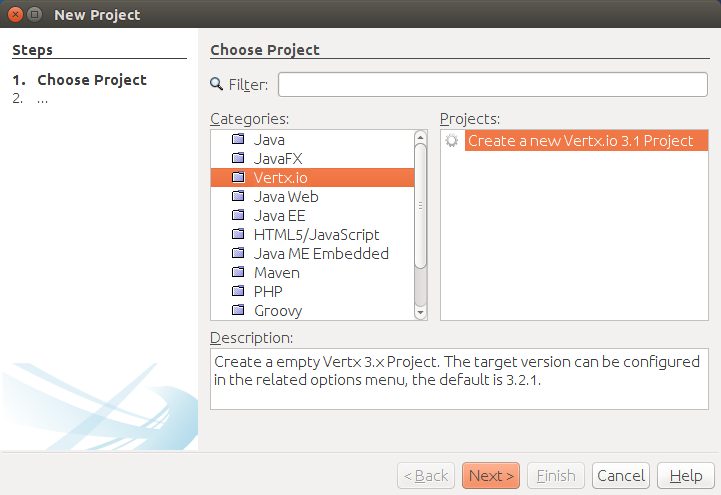 New Project
Steps
1. Choose Project
2. ...
Choose Project
Filter:
Categories:
Java
JavaFX
Vertx.io
Java Web
Java EE
HTML5/JavaScript
Java ME Embedded
Maven
PHP
Groovy
Projects:
Create a new Vertx.io 3.1 Project
Description:
Create a empty Vertx 3.x Project. The target version can be configured
in the related options menu, the default is 3.2.1.
< Back
Next >
Finish
Cancel
Help